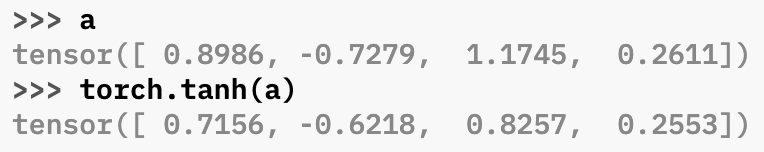 >>> a
tensor([ 0.8986, -0.7279,  1.1745,  0.2611])
>>> torch.tanh(a)
tensor([ 0.7156, -0.6218,  0.8257,  0.2553])